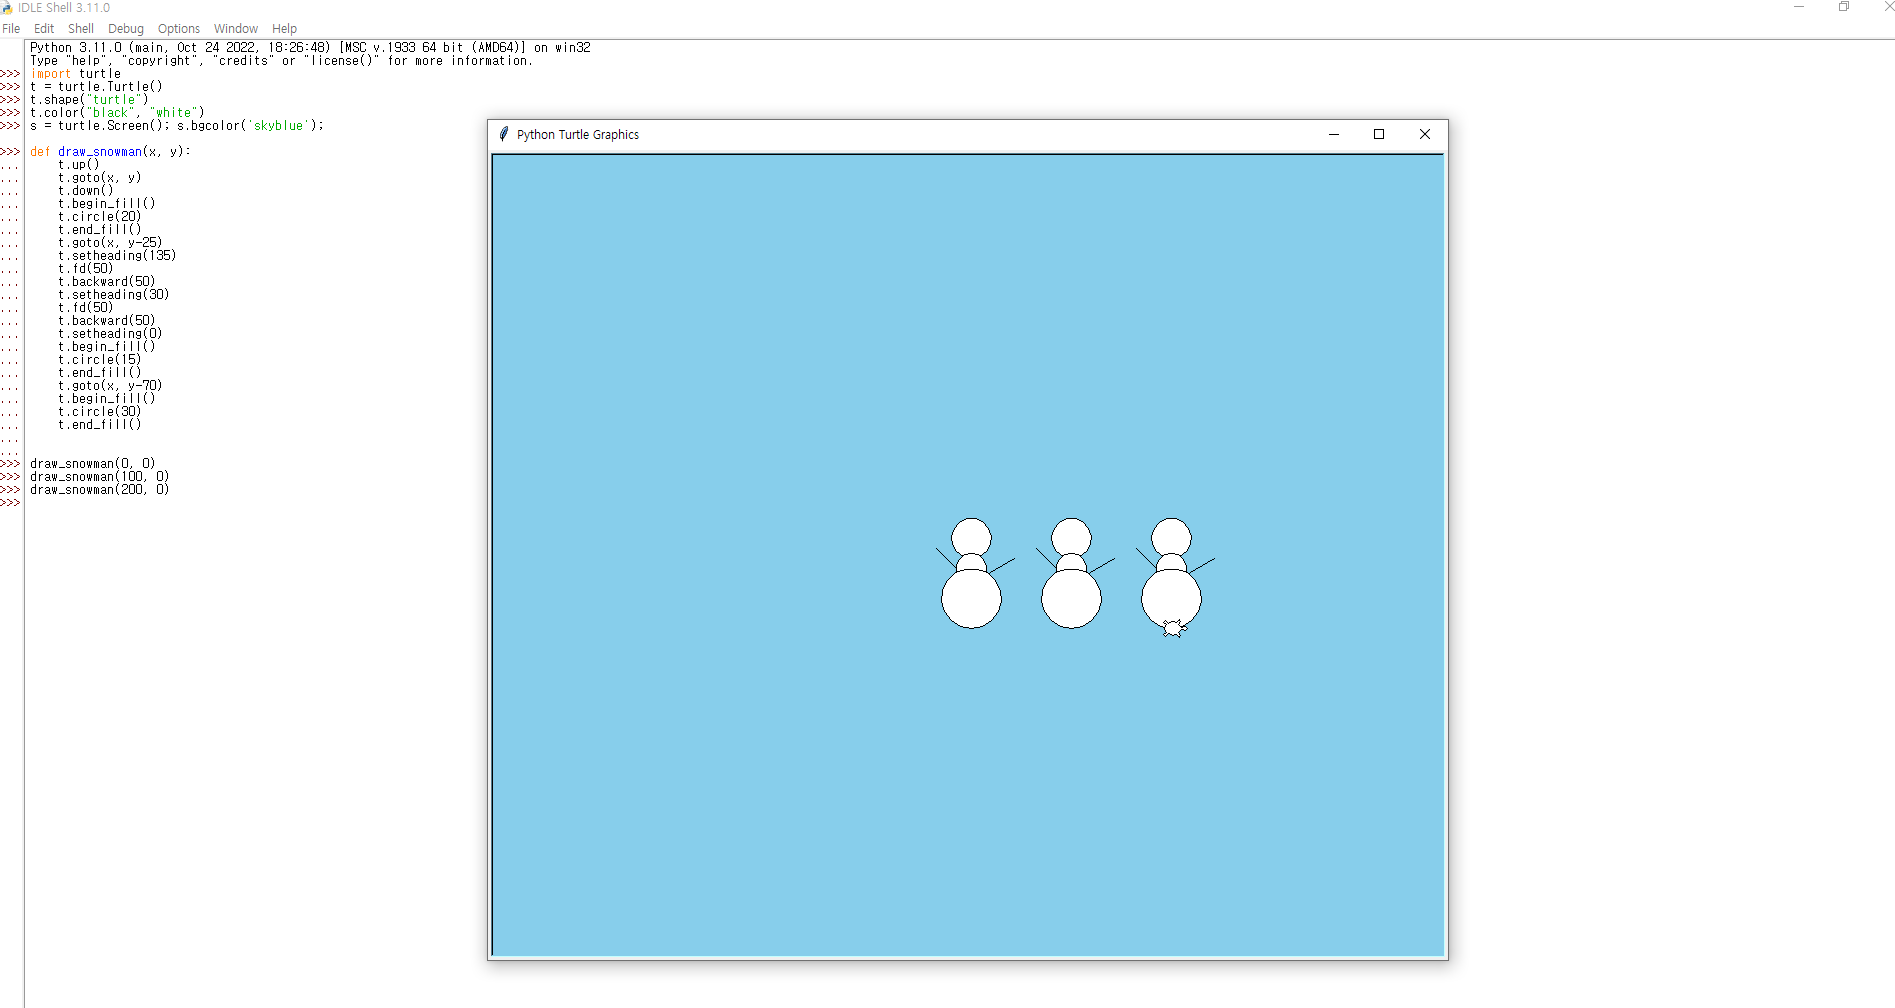 IDLE Shell 3.11.0
File Edit Shell Debug Options Window Help
Python 3.11.0 (main, Oct 24 2022, 18:26:48) [MSC v.1933 64 bit (AMD64)] on win32
Type "help", "copyright", "credits" or "license()" for more information.
>>> import turtle
>>> t = turtle.Turtle()
>>> t.shape("turtle")
>>> t.color("black", "white")
>>> s = turtle.Screen(); s.bgcolor('skyblue');
>>> def draw_snowman(x, y):
...     t.up()
...     t.goto(x, y)
...     t.down()
...     t.begin_fill()
...     t.circle(20)
...     t.end_fill()
...     t.goto(x, y-25)
...     t.setheading(135)
...     t.fd(50)
...     t.backward(50)
...     t.setheading(30)
...     t.fd(50)
...     t.backward(50)
...     t.setheading(0)
...     t.begin_fill()
...     t.circle(15)
...     t.end_fill()
...     t.goto(x, y-70)
...     t.begin_fill()
...     t.circle(30)
...     t.end_fill()
...
...
>>> draw_snowman(0, 0)
>>> draw_snowman(100, 0)
>>> draw_snowman(200, 0)
>>>
Python Turtle Graphics